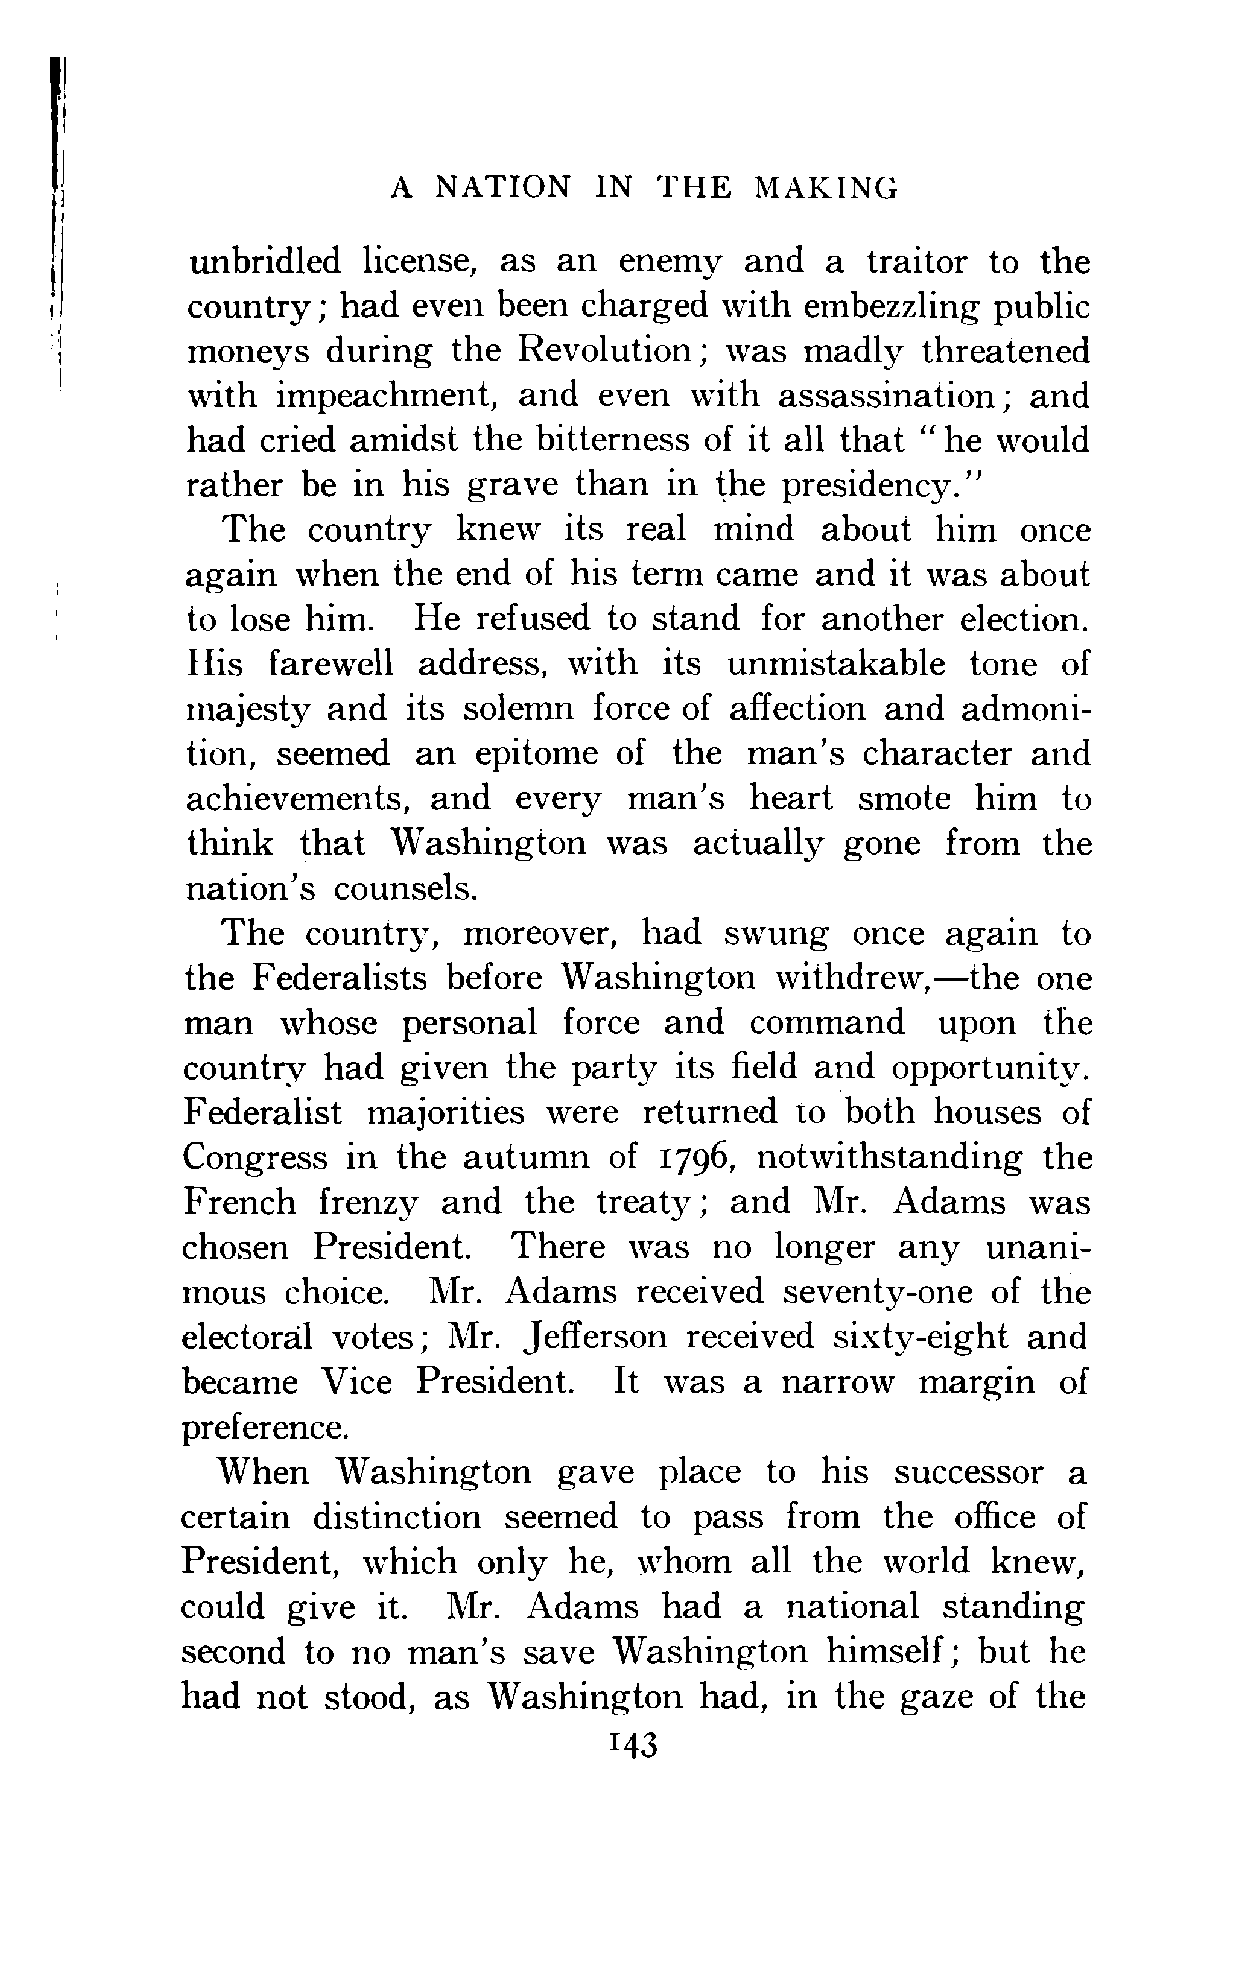 A NATION IN THE MAKING
unbridled license, as an enemy and a traitor to the
country; had even been charged with embezzling public
moneys during the Revolution; was madly threatened
with impeachment, and even with assassination; and
had cried amidst the bitterness of it all that "he would
rather be in his grave than in the presidency."
The country knew its real mind about him once
again when the end of his term came and it was about
to lose him. He refused to stand for another election.
His farewell address, with its unmistakable tone of
majesty and its solemn force of affection and admoni-
tion, seemed an epitome of the man's character and
achievements, and every man's heart smote him to
think that Washington was actually gone from the
nation's counsels.
The country, moreover, had swung once again to
the Federalists before Washington withdrew,—the one
man whose personal force and command upon the
country had given the party its field and opportunity.
Federalist majorities were returned to both houses of
Congress in the autumn of 1796, notwithstanding the
French frenzy and the treaty; and Mr. Adams was
chosen President. There was no longer any unani-
mous choice. Mr. Adams received seventy-one of the
electoral votes; Mr. Jefferson received sixty-eight and
became Vice President. It was a narrow margin of
preference.
When Washington gave place to his successor a
certain distinction seemed to pass from the office of
President, which only he, whom all the world knew,
could give it. Mr. Adams had a national standing
second to no man's save Washington himself; but he
had not stood, as Washington had, in the gaze of the
143